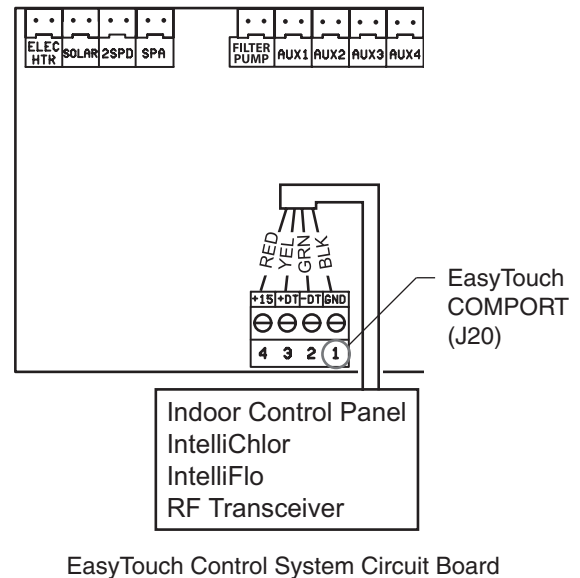 ELEC HTR SOLAR 2SPD SPA FILTER PUMP AUX1 AUX2 AUX3 AUX4
RED YEL GRN BLK
+15 +DT -DT GND
4 3 2 1
EasyTouch
COMPORT
(J20)
Indoor Control Panel
IntelliChlor
IntelliFlo
RF Transceiver
EasyTouch Control System Circuit Board